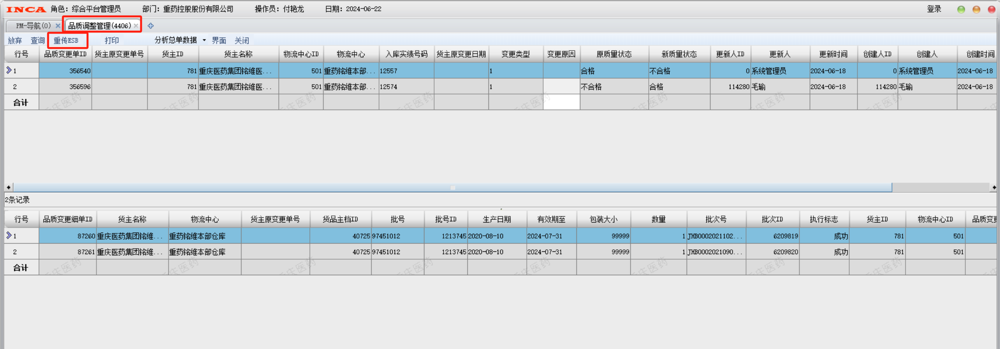 INCA 角色：综合平台管理员 部门：重药控股股份有限公司 操作员：付艳龙 日期：2024-06-22 登录
PM-导航(0) 品质调整管理(4406)
放弃 查询 重传ESB 打印 分析总单数据 界面 关闭
行号 品质变更单ID 货主原变更单号 货主ID 货主名称 物流中心ID 物流中心 入库实绩号码 货主原变更日期 变更类型 变更原因 原质量状态 新质量状态 更新人ID 更新人 更新时间 创建人ID 创建人 创建时间
1 356540 781 重庆医药集团铭维医... 501 重药铭维本部... 12557 1 合格 不合格 0 系统管理员 2024-06-18 0 系统管理员 2024-06-18
2 356596 781 重庆医药集团铭维医... 501 重药铭维本部... 12574 1 不合格 合格 114280 毛瑜 2024-06-18 114280 毛瑜 2024-06-18
合计
2条记录
行号 品质变更细单ID 货主名称 物流中心 货主原变更单号 货品主档ID 批号 批号ID 生产日期 有效期至 包装大小 数量 批次号 批次ID 执行标志 货主ID 物流中心ID 品质变更
1 87260 重庆医药集团铭维... 重药铭维本部仓库 40725 97451012 1213745 2020-08-10 2024-07-31 99999 1 JHB0002021102... 6209819 成功 781 501
2 87261 重庆医药集团铭维... 重药铭维本部仓库 40725 97451012 1213745 2020-08-10 2024-07-31 99999 1 JHB0002021090... 6209820 成功 781 501
合计